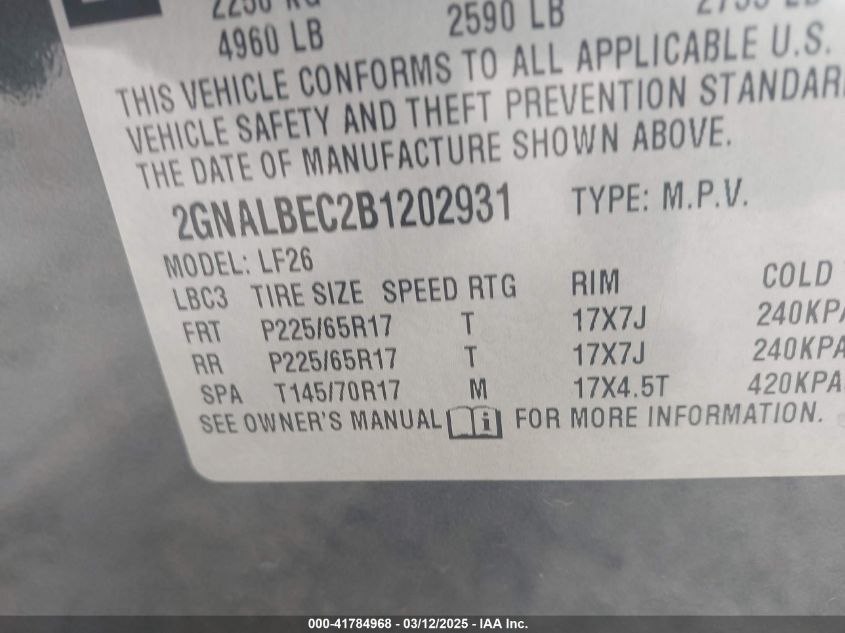 2250 KG
4960 LB 2590 LB LB
THIS VEHICLE CONFORMS TO ALL APPLICABLE U.S.
VEHICLE SAFETY AND THEFT PREVENTION STANDAR
THE DATE OF MANUFACTURE SHOWN ABOVE.
2GNALBEC2B1202931 TYPE: M.P.V.
MODEL: LF26
LBC3 TIRE SIZE SPEED RTG RIM COLD
FRT P225/65R17 T 17X7J 240KPA
RR P225/65R17 T 17X7J 240KPA
SPA T145/70R17 M 17X4.5T 420KPA
SEE OWNER'S MANUAL i FOR MORE INFORMATION.
000-41784968 - 03/12/2025 - IAA Inc.